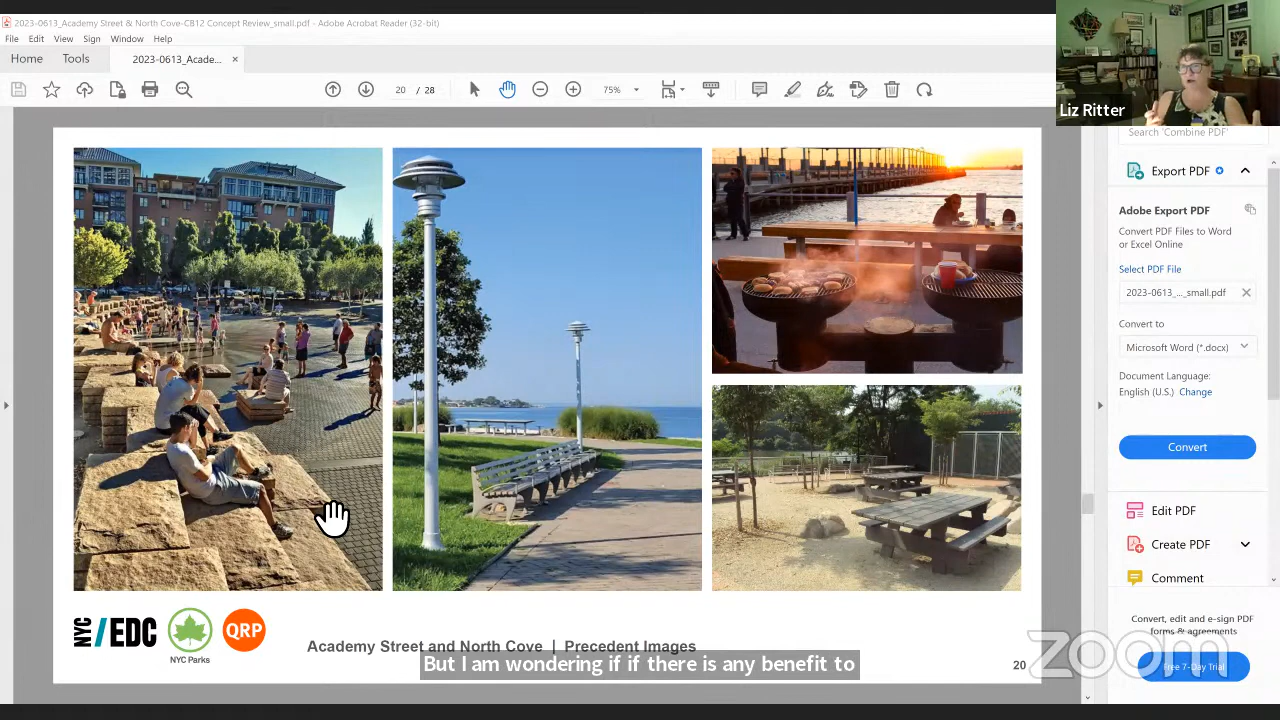 2023-0613_Academy Street & North Cove-CB12 Concept Review_small.pdf - Adobe Acrobat Reader (32-bit)
File Edit View Sign Window Help
Home Tools 2023-0613_Acade... ×
20 / 28 75%
Liz Ritter
Search 'Combine PDF'
Export PDF
Adobe Export PDF
Convert PDF Files to Word
or Excel Online
Select PDF File
2023-0613_..._small.pdf
Convert to
Microsoft Word (*.docx)
Document Language:
English (U.S.) Change
Convert
Edit PDF
Create PDF
Comment
Convert, edit and e-sign PDF
forms & agreements
Free 7-Day Trial
zoom
NYC/EDC
NYC Parks
QRP
Academy Street and North Cove | Precedent Images
20
But I am wondering if if there is any benefit to